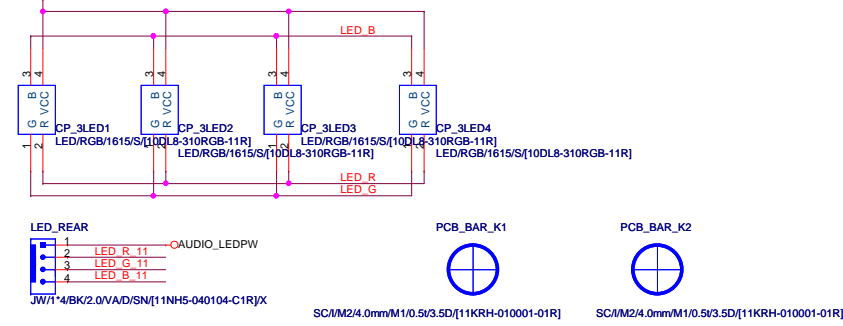 LED_B
3 4 3 4 3 4 3 4
B VCC B VCC B VCC B VCC
G R G R G R G R
1 2 1 2 1 2 1 2
CP_3LED1 CP_3LED2 CP_3LED3 CP_3LED4
LED/RGB/1615/S/[10DL8-310RGB-11R] LED/RGB/1615/S/[10DL8-310RGB-11R]
LED/RGB/1615/S/[10DL8-310RGB-11R] LED/RGB/1615/S/[10DL8-310RGB-11R]
LED_R
LED_G
LED_REAR PCB_BAR_K1 PCB_BAR_K2
1 AUDIO_LEDPW
2 LED_R_11
3 LED_G_11
4 LED_B_11
JW/1*4/BK/2.0/VA/D/SN/[11NH5-040104-C1R]/X
SC/I/M2/4.0mm/M1/0.5t/3.5D/[11KRH-010001-01R] SC/I/M2/4.0mm/M1/0.5t/3.5D/[11KRH-010001-01R]